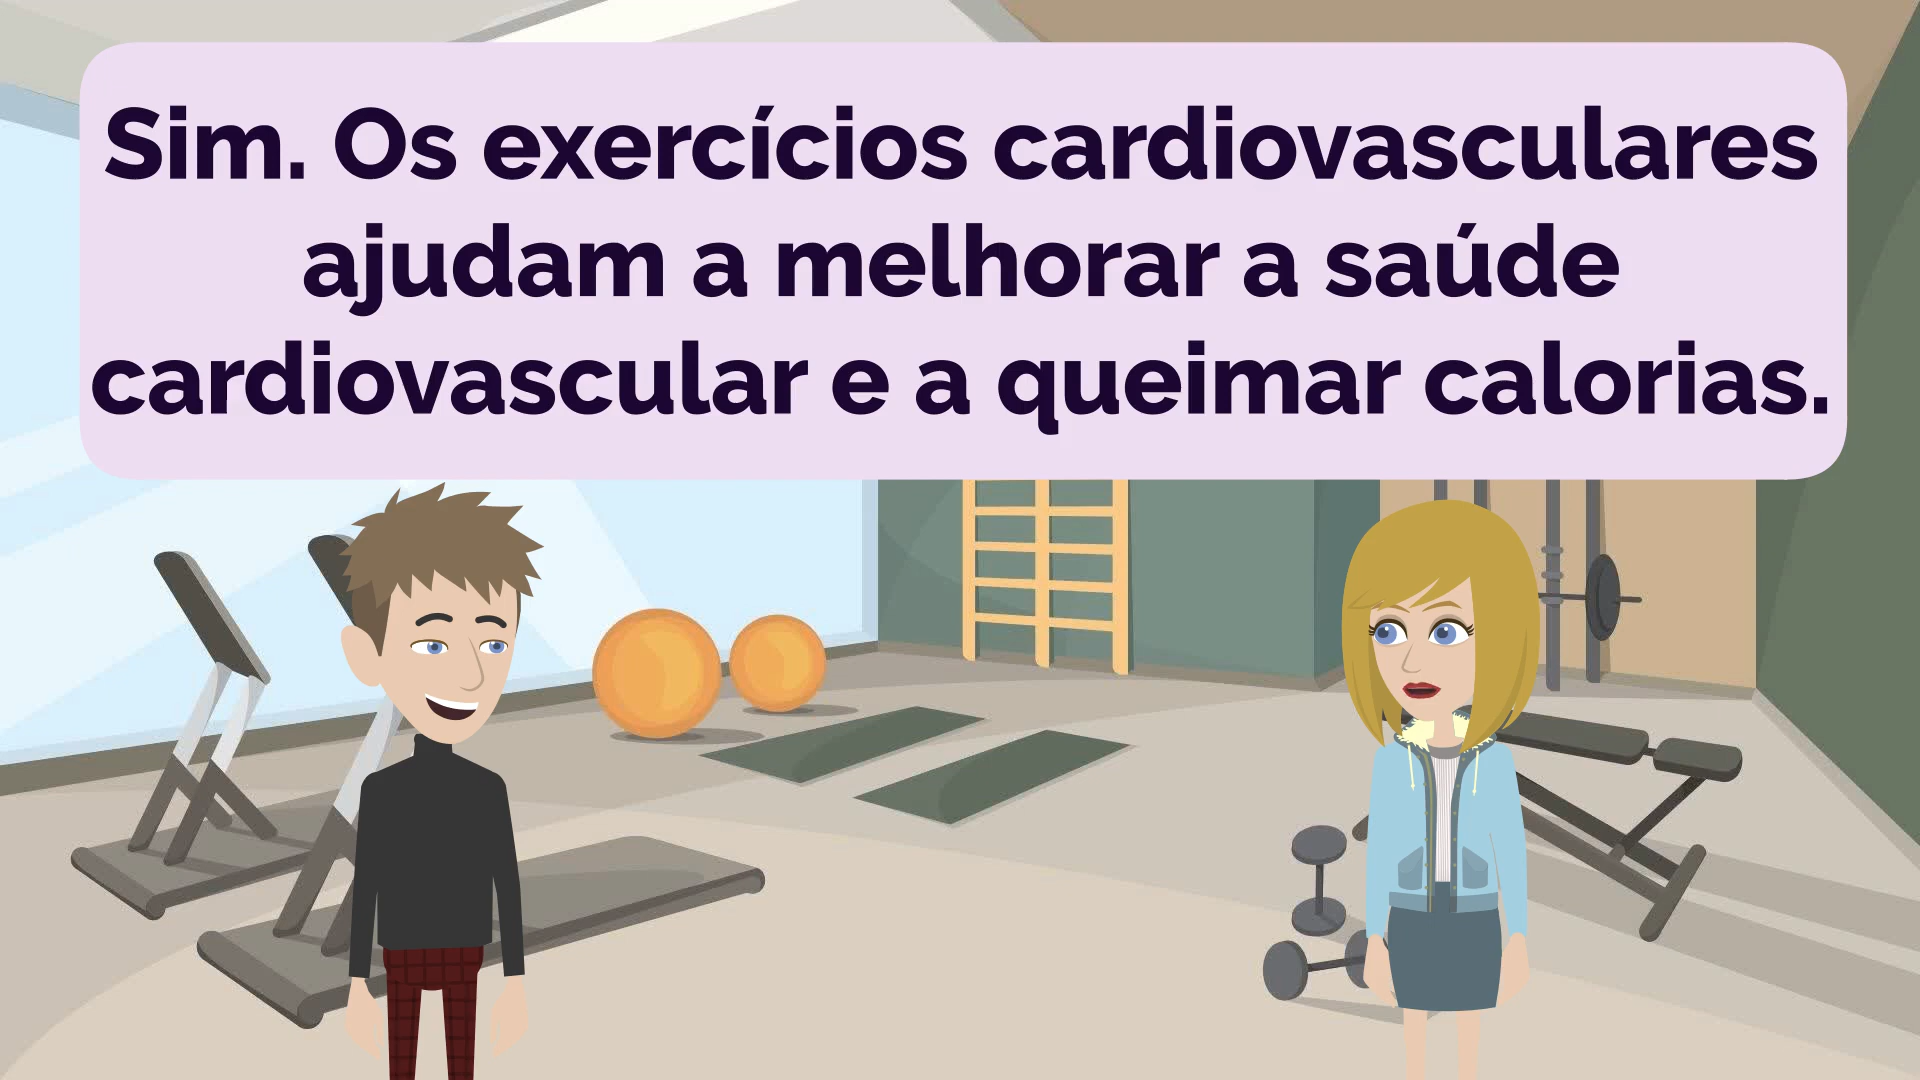 Sim. Os exercícios cardiovasculares
ajudam a melhorar a saúde
cardiovascular e a queimar calorias.